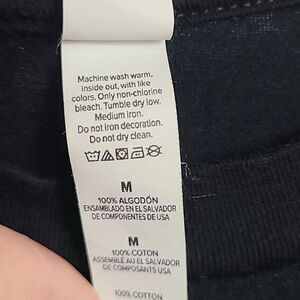 Machine wash warm,
inside out, with like
colors. Only non-chlorine
bleach. Tumble dry low.
Medium iron.
Do not iron decoration.
Do not dry clean.
M
100% ALGODÓN
ENSAMBLADO EN EL SALVADOR
DE COMPONENTES DE USA
M
100% COTON
ASSEMBLÉ AU EL SALVADOR
DE COMPOSANTS USA
100% COTTON